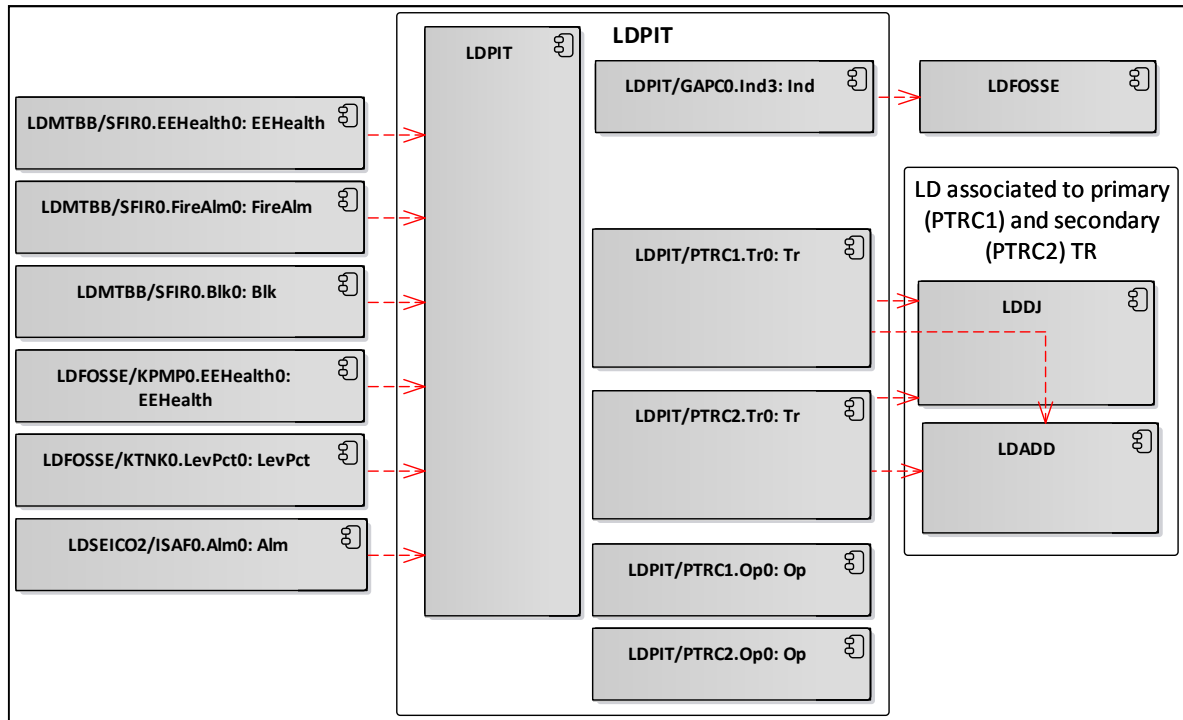 LDMTBB/SFIR0.EEHealth0: EEHealth
LDMTBB/SFIR0.FireAlm0: FireAlm
LDMTBB/SFIR0.Blk0: Blk
LDFOSSE/KPMP0.EEHealth0:
EEHealth
LDFOSSE/KTNK0.LevPct0: LevPct
LDSEICO2/ISAF0.Alm0: Alm
LDPIT
LDPIT
LDPIT/GAPC0.Ind3: Ind
LDPIT/PTRC1.Tr0: Tr
LDPIT/PTRC2.Tr0: Tr
LDPIT/PTRC1.Op0: Op
LDPIT/PTRC2.Op0: Op
LDFOSSE
LD associated to primary
(PTRC1) and secondary
(PTRC2) TR
LDDJ
LDADD